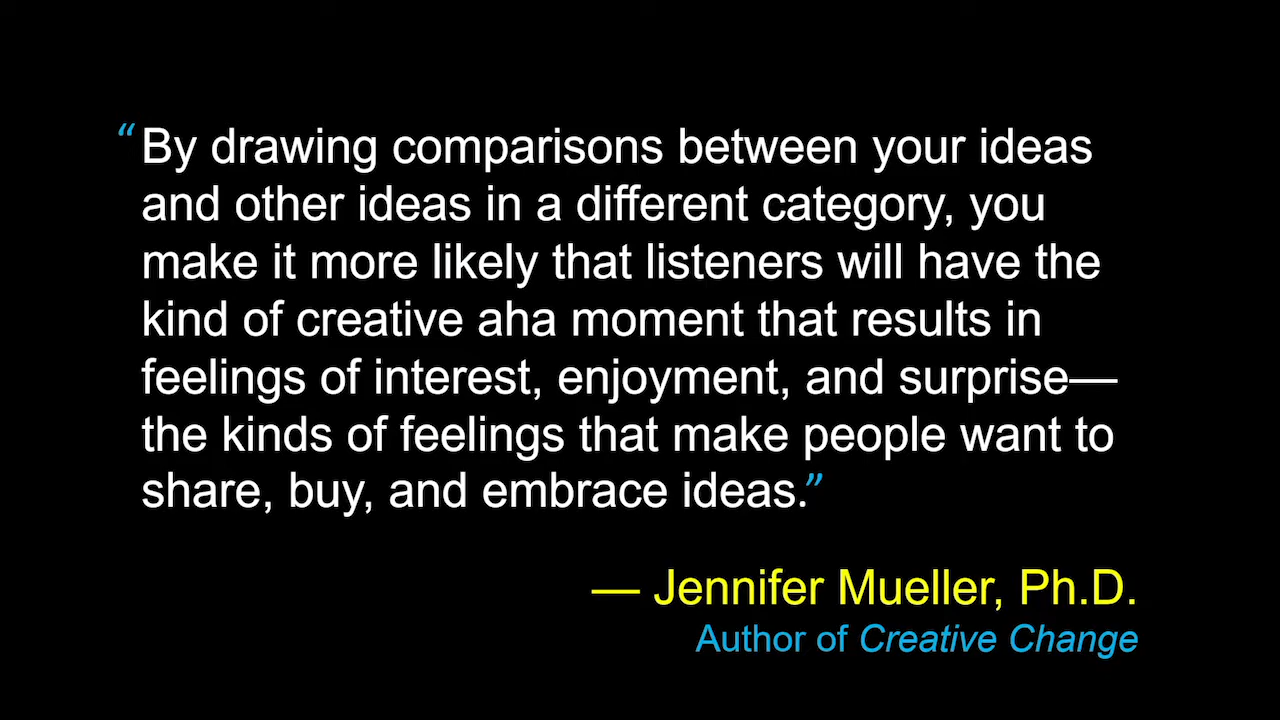 “By drawing comparisons between your ideas
and other ideas in a different category, you
make it more likely that listeners will have the
kind of creative aha moment that results in
feelings of interest, enjoyment, and surprise—
the kinds of feelings that make people want to
share, buy, and embrace ideas.”
— Jennifer Mueller, Ph.D.
Author of Creative Change